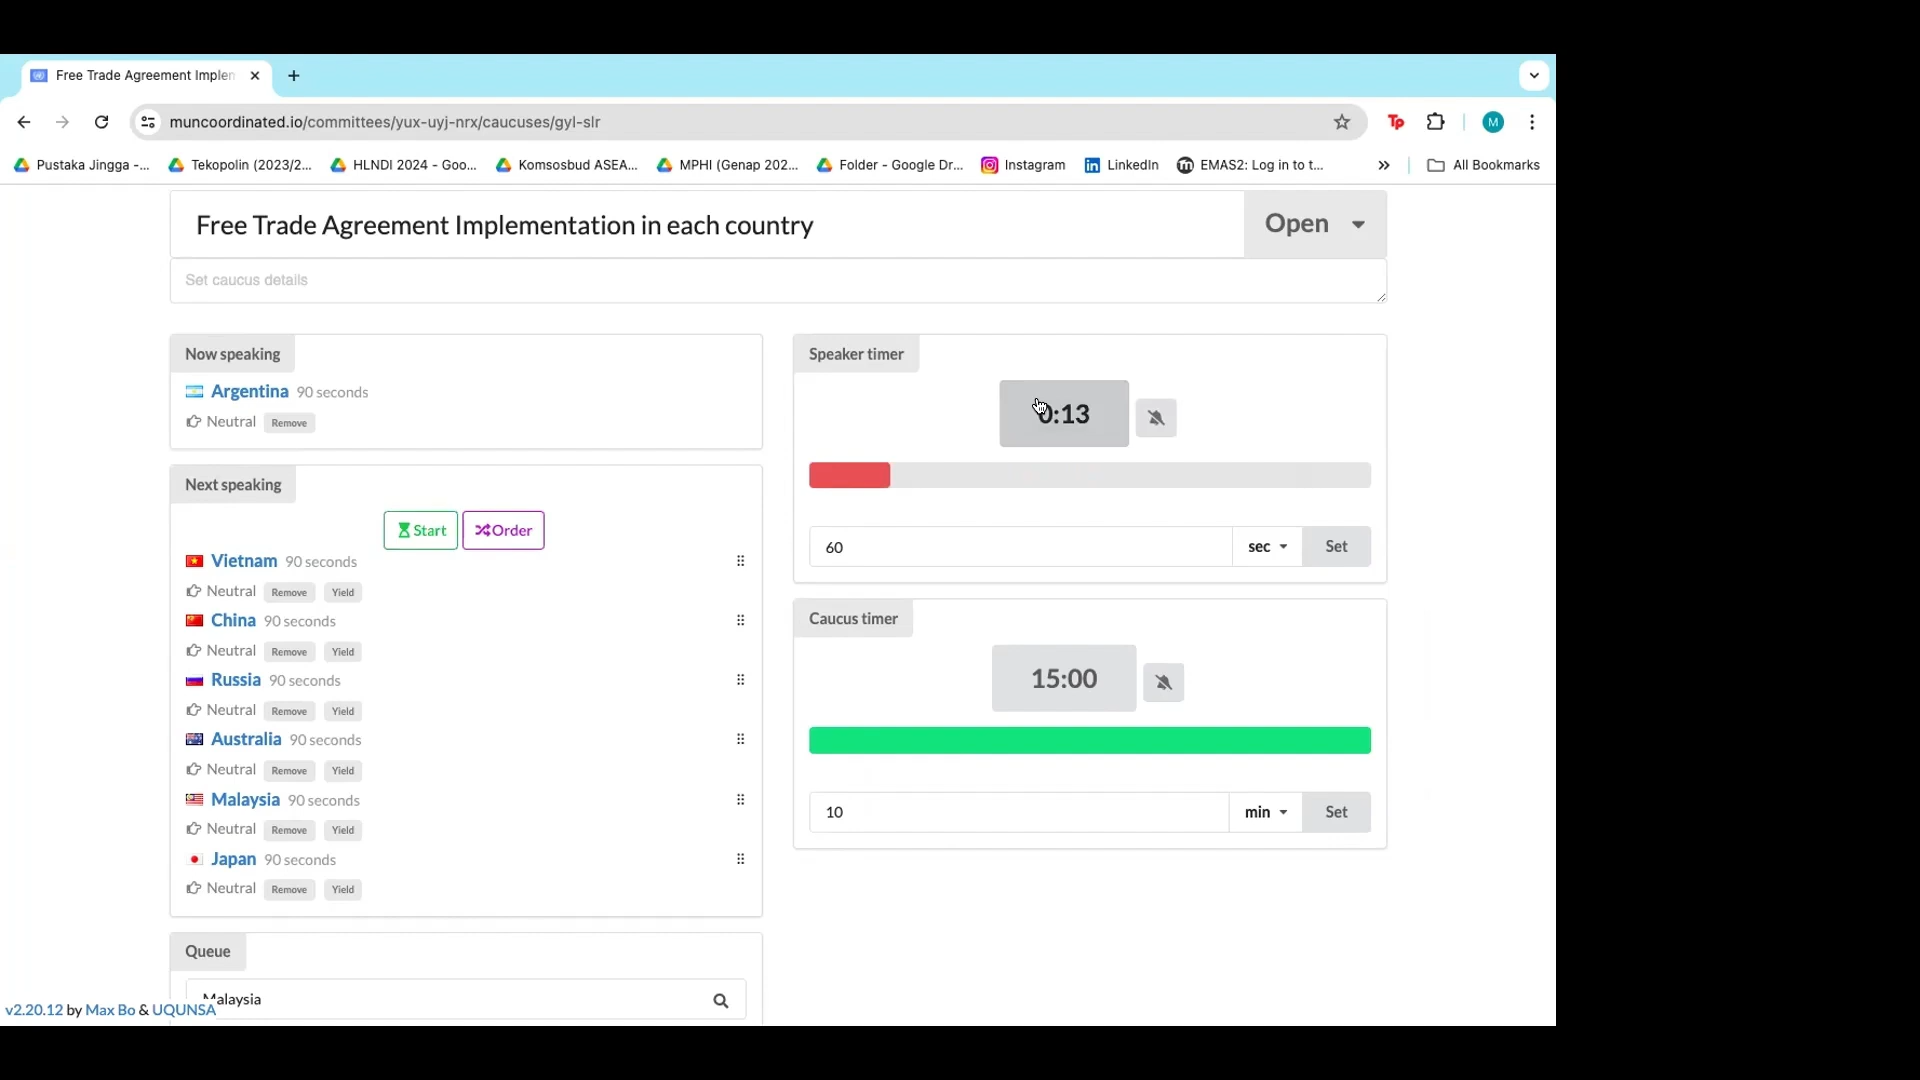 Free Trade Agreement Implen
muncoordinated.io/committees/yux-uyj-nrx/caucuses/gyl-slr
Tp
M
Pustaka Jingga -...
Tekopolin (2023/2...
HLNDI 2024 - Goo...
Komsosbud ASEA...
MPHI (Genap 202...
Folder - Google Dr...
Instagram
LinkedIn
EMAS2: Log in to t...
All Bookmarks
Free Trade Agreement Implementation in each country
Open
Set caucus details
Now speaking
Argentina 90 seconds
Neutral Remove
Next speaking
Start Order
Vietnam 90 seconds
Neutral Remove Yield
China 90 seconds
Neutral Remove Yield
Russia 90 seconds
Neutral Remove Yield
Australia 90 seconds
Neutral Remove Yield
Malaysia 90 seconds
Neutral Remove Yield
Japan 90 seconds
Neutral Remove Yield
Queue
Malaysia
v2.20.12 by Max Bo & UQUNSA
Speaker timer
0:13
60 sec Set
Caucus timer
15:00
10 min Set